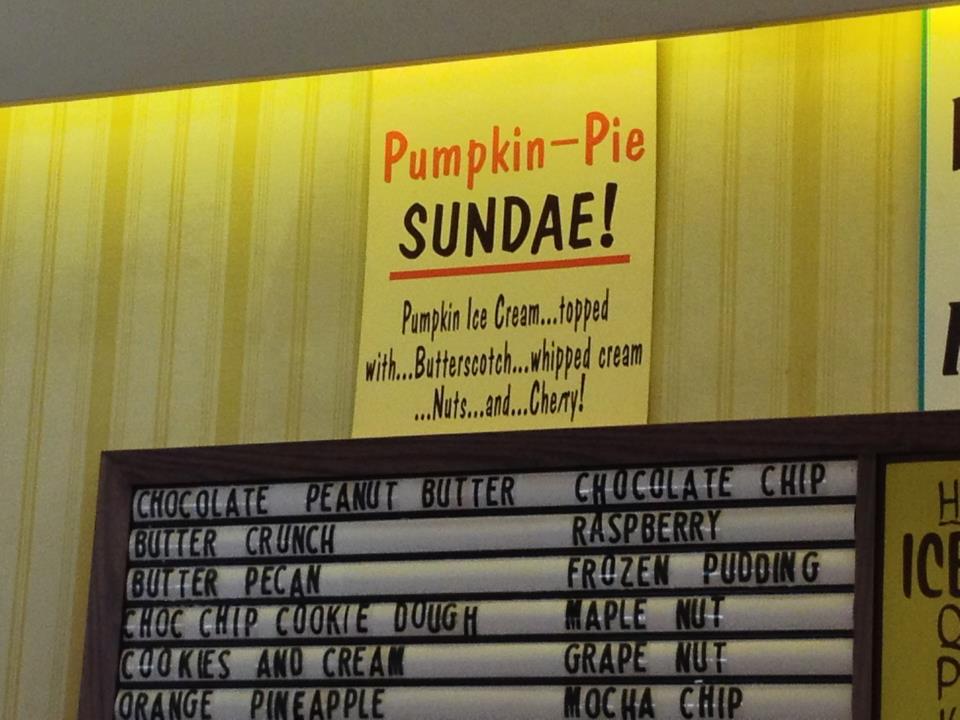 Pumpkin-Pie
SUNDAE!
Pumpkin Ice Cream...topped
with...Butterscotch...whipped cream
...Nuts...and...Cherry!
CHOCOLATE PEANUT BUTTER
BUTTER CRUNCH
BUTTER PECAN
CHOC CHIP COOKIE DOUGH
COOKIES AND CREAM
ORANGE PINEAPPLE
CHOCOLATE CHIP
RASPBERRY
FROZEN PUDDING
MAPLE NUT
GRAPE NUT
MOCHA CHIP
ICE